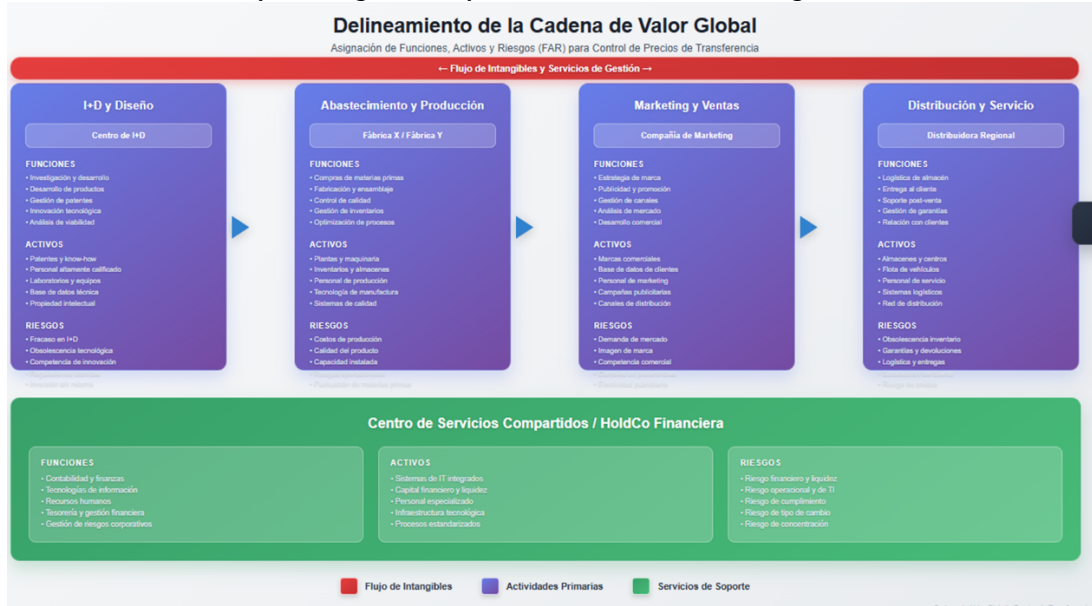 Delineamiento de la Cadena de Valor Global
Asignación de Funciones, Activos y Riesgos (FAR) para Control de Precios de Transferencia
← Flujo de Intangibles y Servicios de Gestión →
I+D y Diseño
Centro de I+D
FUNCIONES
• Investigación y desarrollo
• Desarrollo de productos
• Gestión de patentes
• Innovación tecnológica
• Análisis de viabilidad
ACTIVOS
• Patentes y know-how
• Personal altamente calificado
• Laboratorios y equipos
• Base de datos técnica
• Propiedad intelectual
RIESGOS
• Fracaso en I+D
• Obsolescencia tecnológica
• Competencia de innovación
Abastecimiento y Producción
Fábrica X / Fábrica Y
FUNCIONES
• Compras de materias primas
• Fabricación y ensamblaje
• Control de calidad
• Gestión de inventarios
• Optimización de procesos
ACTIVOS
• Plantas y maquinaria
• Inventarios y almacenes
• Personal de producción
• Tecnología de manufactura
• Sistemas de calidad
RIESGOS
• Costos de producción
• Calidad del producto
• Capacidad instalada
Marketing y Ventas
Compañía de Marketing
FUNCIONES
• Estrategia de marca
• Publicidad y promoción
• Gestión de canales
• Análisis de mercado
• Desarrollo comercial
ACTIVOS
• Marcas comerciales
• Base de datos de clientes
• Personal de marketing
• Campañas publicitarias
• Canales de distribución
RIESGOS
• Demanda de mercado
• Imagen de marca
• Competencia comercial
Distribución y Servicio
Distribuidora Regional
FUNCIONES
• Logística de almacén
• Entrega al cliente
• Soporte post-venta
• Gestión de garantías
• Relación con clientes
ACTIVOS
• Almacenes y centros
• Flota de vehículos
• Personal de servicio
• Sistemas logísticos
• Red de distribución
RIESGOS
• Obsolescencia inventario
• Garantías y devoluciones
• Logística y entregas
Centro de Servicios Compartidos / HoldCo Financiera
FUNCIONES
• Contabilidad y finanzas
• Tecnologías de información
• Recursos humanos
• Tesorería y gestión financiera
• Gestión de riesgos corporativos
ACTIVOS
• Sistemas de IT integrados
• Capital financiero y liquidez
• Personal especializado
• Infraestructura tecnológica
• Procesos estandarizados
RIESGOS
• Riesgo financiero y liquidez
• Riesgo operacional y de TI
• Riesgo de cumplimiento
• Riesgo de tipo de cambio
• Riesgo de concentración
Flujo de Intangibles
Actividades Primarias
Servicios de Soporte